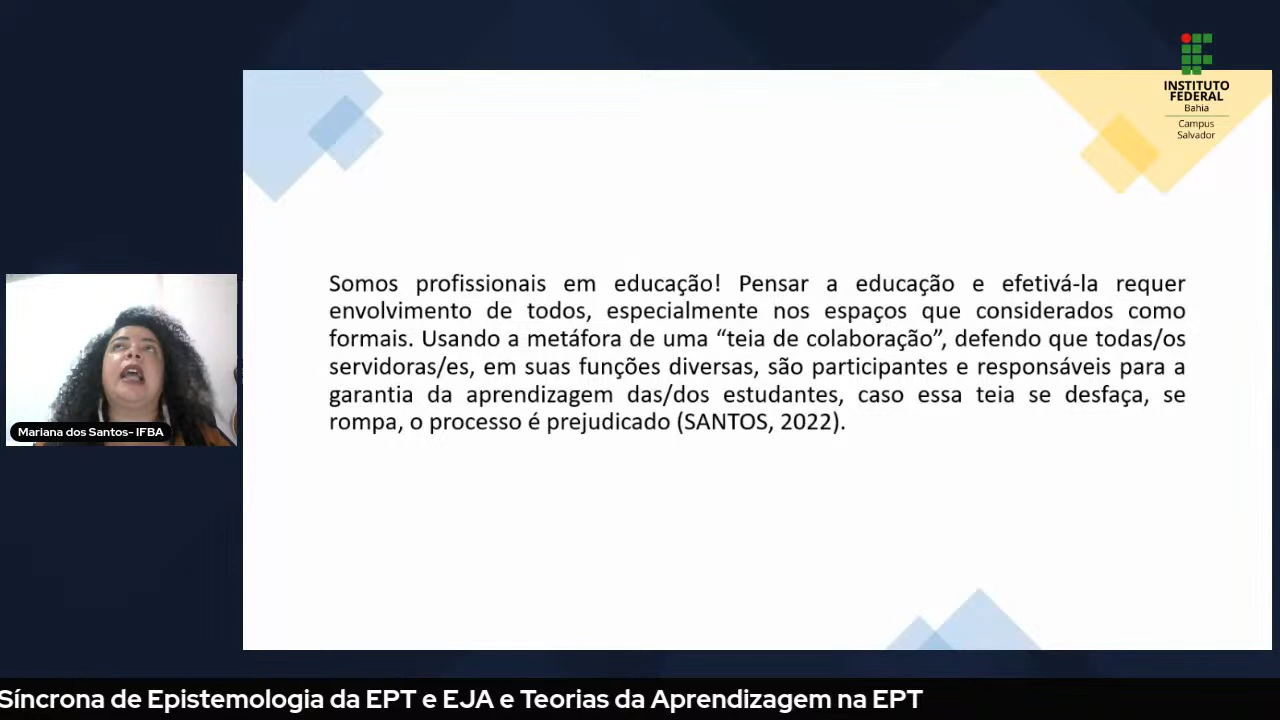 INSTITUTO
FEDERAL
Bahia
Campus
Salvador
Somos profissionais em educação! Pensar a educação e efetivá-la requer
envolvimento de todos, especialmente nos espaços que considerados como
formais. Usando a metáfora de uma “teia de colaboração”, defendo que todas/os
servidoras/es, em suas funções diversas, são participantes e responsáveis para a
garantia da aprendizagem das/dos estudantes, caso essa teia se desfaça, se
rompa, o processo é prejudicado (SANTOS, 2022).
Mariana dos Santos- IFBA
Síncrona de Epistemologia da EPT e EJA e Teorias da Aprendizagem na EPT